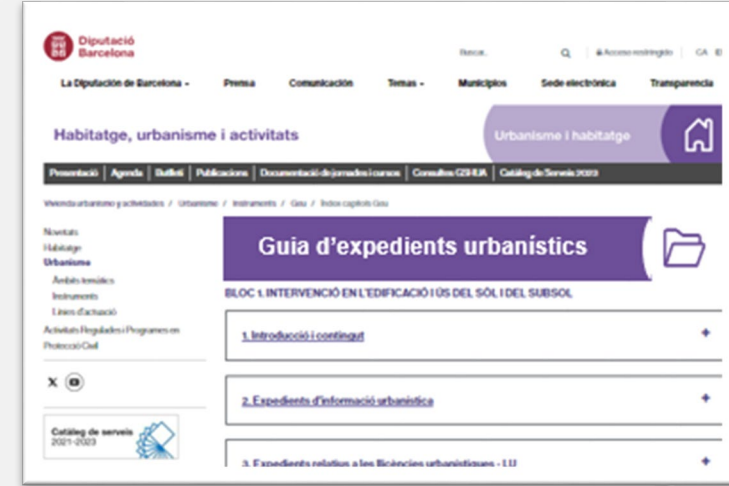 Diputació
Barcelona
Buscar.
Acceso restringido
CA
La Diputación de Barcelona
Prensa
Comunicación
Temas
Municipios
Sede electrónica
Transparencia
Habitatge, urbanisme i activitats
Urbanisme i habitatge
Presentació | Agenda | Butlletí | Publicacions | Documentació de jornades i cursos | Consultes GSHUA | Catàleg de Serveis 2023
Vivienda urbanismo y actividades / Urbanisme / Instruments / Geu / Índex capítols Geu
Novetats
Habitatge
Urbanisme
Àmbits temàtics
Instruments
Línies d'actuació
Activitats Regulades i Programes en
Protecció Civil
Catàleg de serveis
2021-2023
Guia d'expedients urbanístics
BLOC 1. INTERVENCIÓ EN L'EDIFICACIÓ I ÚS DEL SÒL I DEL SUBSOL
1. Introducció i contingut +
2. Expedients d'informació urbanística +
3. Expedients relatius a les llicències urbanístiques - LU +